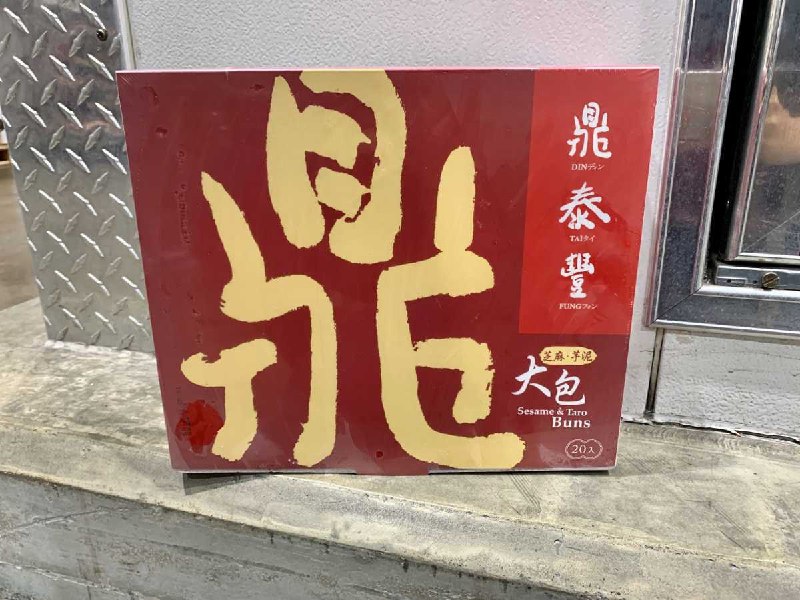 鼎
鼎
DINディン
泰
TAIタイ
豐
FUNGフォン
芝麻·芋泥
大包
Sesame & Taro
Buns
20入